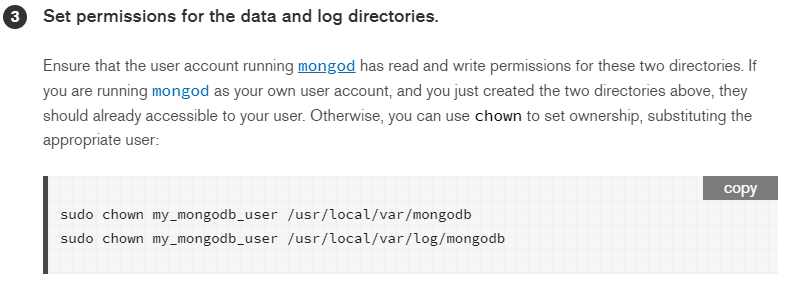 3 Set permissions for the data and log directories.
Ensure that the user account running mongod has read and write permissions for these two directories. If
you are running mongod as your own user account, and you just created the two directories above, they
should already accessible to your user. Otherwise, you can use chown to set ownership, substituting the
appropriate user:
copy
sudo chown my_mongodb_user /usr/local/var/mongodb
sudo chown my_mongodb_user /usr/local/var/log/mongodb